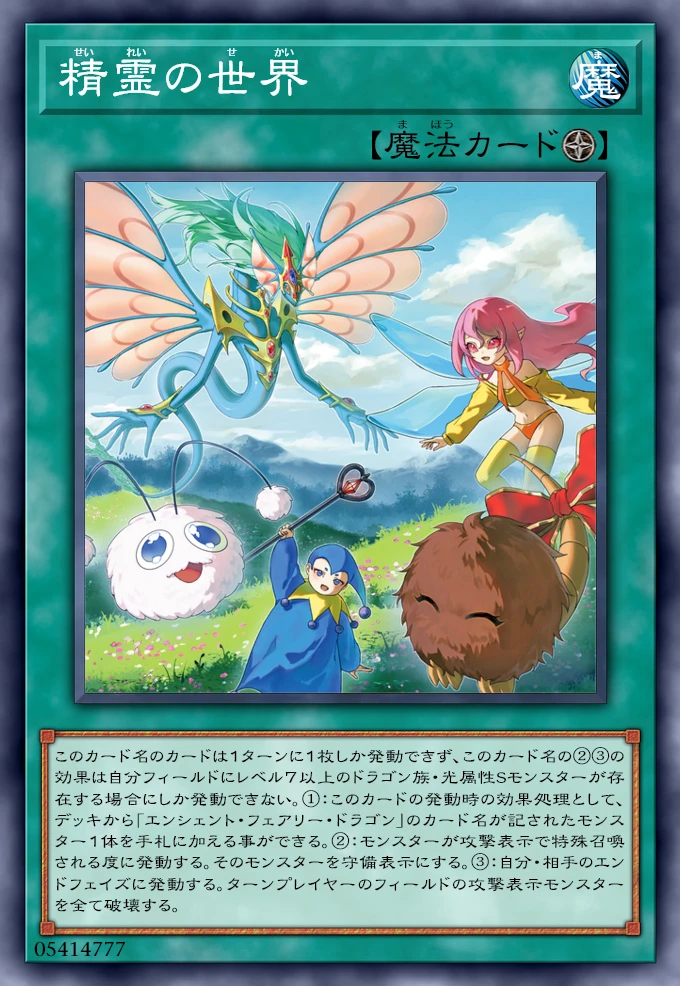 せい れい せ かい
精霊の世界
ま
魔
ま ほう
【魔法カード】
このカード名のカードは1ターンに1枚しか発動できず、このカード名の②③の
効果は自分フィールドにレベル7以上のドラゴン族・光属性Sモンスターが存
在する場合にしか発動できない。①:このカードの発動時の効果処理として、
デッキから「エンシェント・フェアリー・ドラゴン」のカード名が記されたモンス
ター1体を手札に加える事ができる。②:モンスターが攻撃表示で特殊召喚
される度に発動する。そのモンスターを守備表示にする。③:自分・相手のエン
ドフェイズに発動する。ターンプレイヤーのフィールドの攻撃表示モンスター
を全て破壊する。
05414777